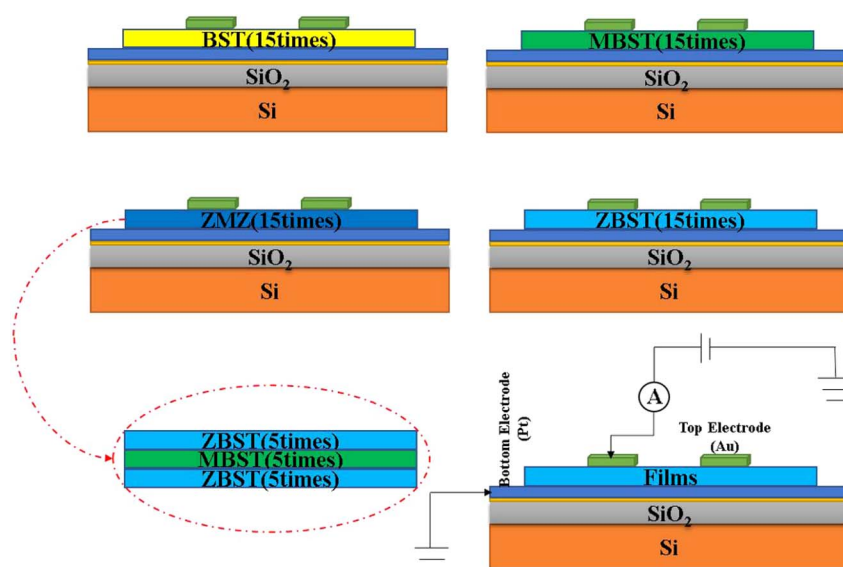 BST(15times)
SiO₂
Si
MBST(15times)
SiO₂
Si
ZMZ(15times)
SiO₂
Si
ZBST(15times)
SiO₂
Si
ZBST(5times)
MBST(5times)
ZBST(5times)
A
Bottom Electrode
(Pt)
Top Electrode
(Au)
Films
SiO₂
Si